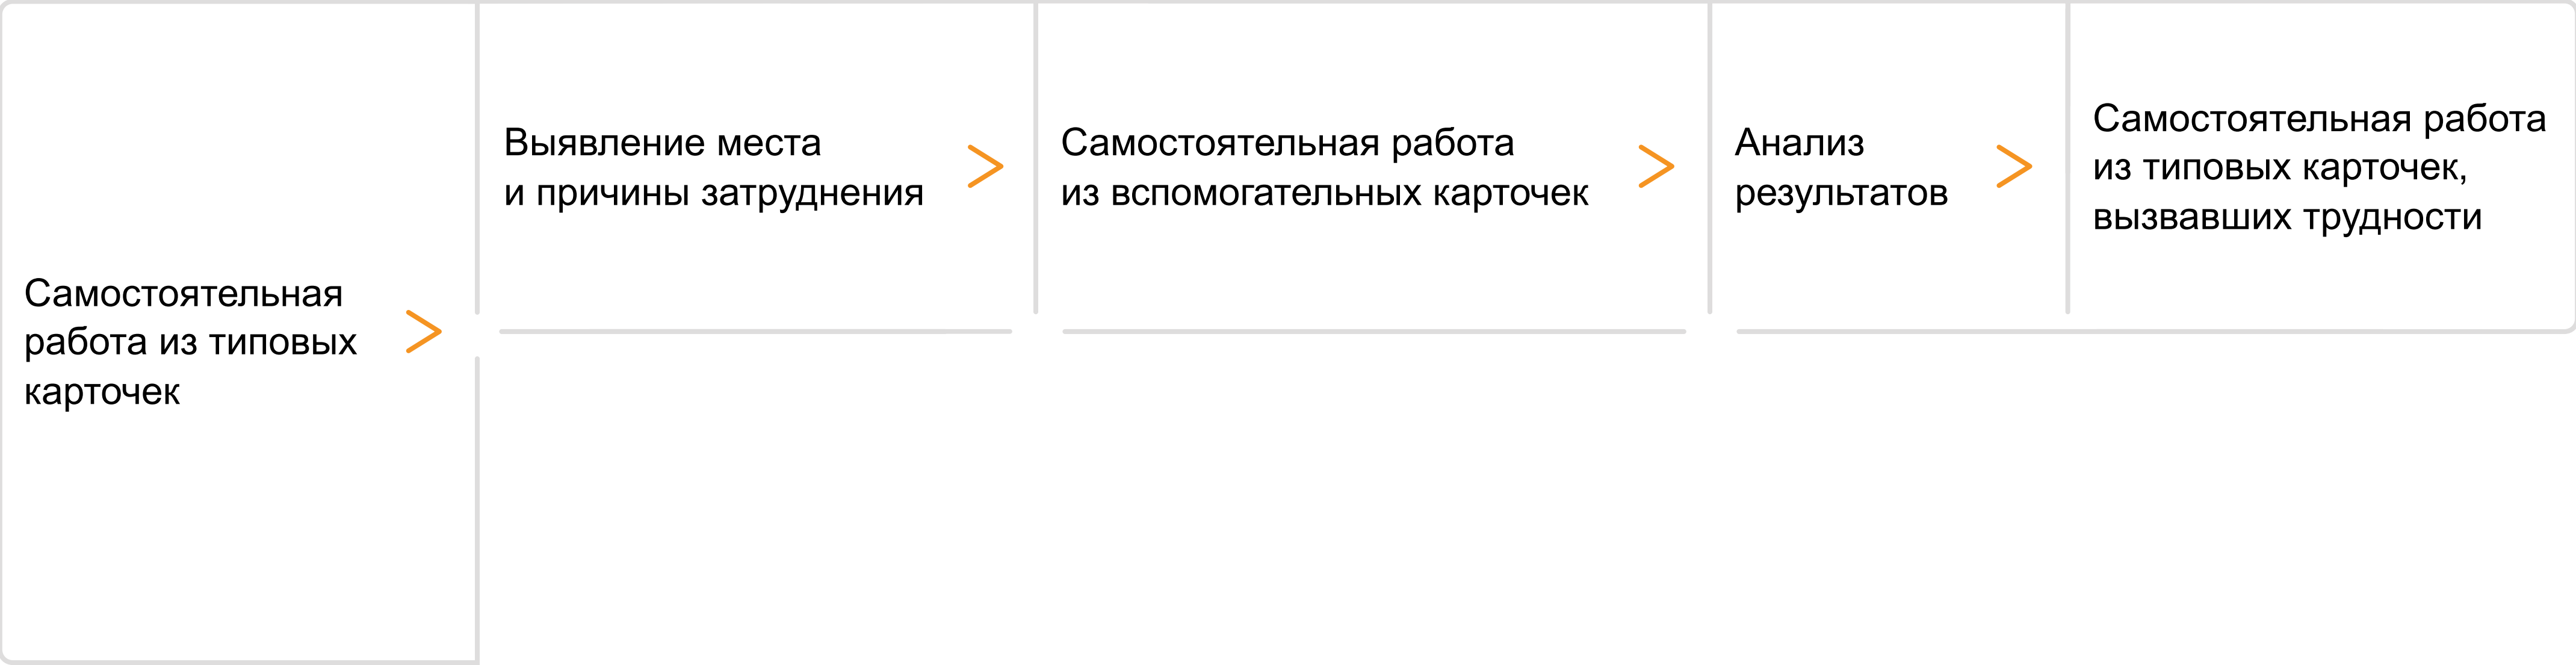 Самостоятельная
работа из типовых
карточек
Выявление места
и причины затруднения
Самостоятельная работа
из вспомогательных карточек
Анализ
результатов
Самостоятельная работа
из типовых карточек,
вызвавших трудности